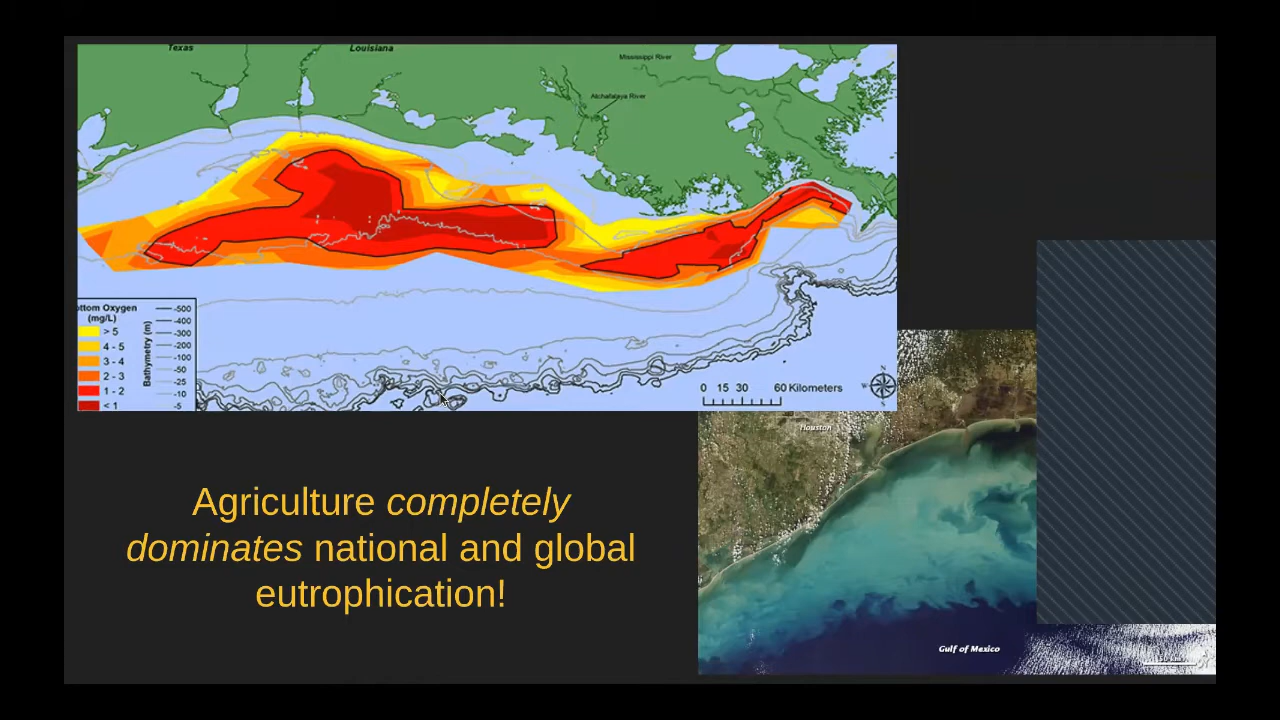 Texas
Louisiana
Mississippi River
Atchafalaya River
ttom Oxygen
(mg/L)
> 5
4 - 5
3 - 4
2 - 3
1 - 2
< 1
Bathymetry (m)
-500
-400
-300
-200
-100
-50
-25
-10
-5
0 15 30 60 Kilometers
N
S
Houston
Agriculture completely
dominates national and global
eutrophication!
Gulf of Mexico